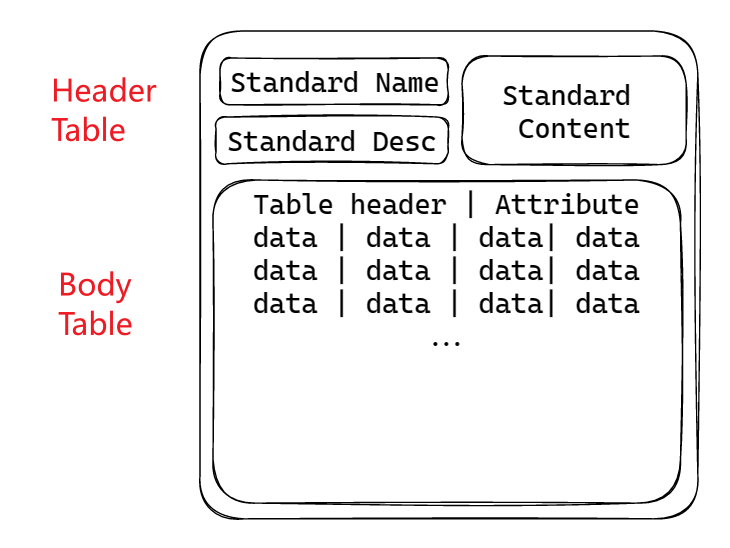 Header
Table
Standard Name
Standard Desc
Standard
Content
Body
Table
Table header | Attribute
data | data | data| data
data | data | data| data
data | data | data| data
...